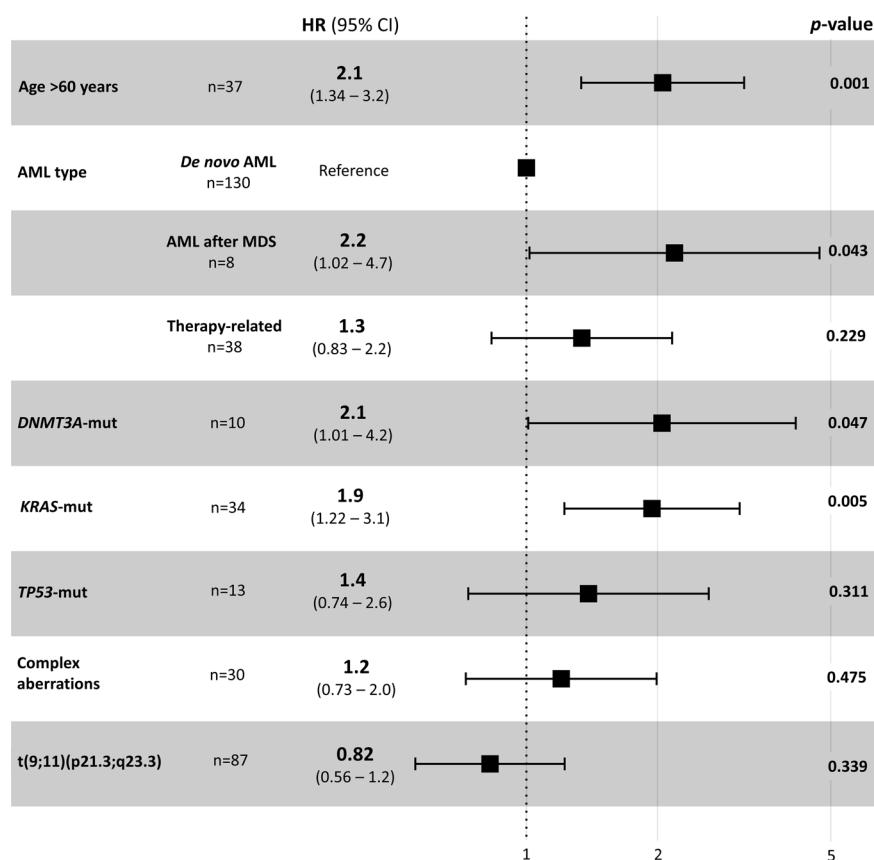 HR (95% CI) p-value
Age >60 years n=37 2.1 0.001
(1.34 – 3.2)
AML type De novo AML Reference
n=130
AML after MDS 2.2 0.043
n=8 (1.02 – 4.7)
Therapy-related 1.3 0.229
n=38 (0.83 – 2.2)
DNMT3A-mut n=10 2.1 0.047
(1.01 – 4.2)
KRAS-mut n=34 1.9 0.005
(1.22 – 3.1)
TP53-mut n=13 1.4 0.311
(0.74 – 2.6)
Complex n=30 1.2 0.475
aberrations (0.73 – 2.0)
t(9;11)(p21.3;q23.3) n=87 0.82 0.339
(0.56 – 1.2)
1 2 5